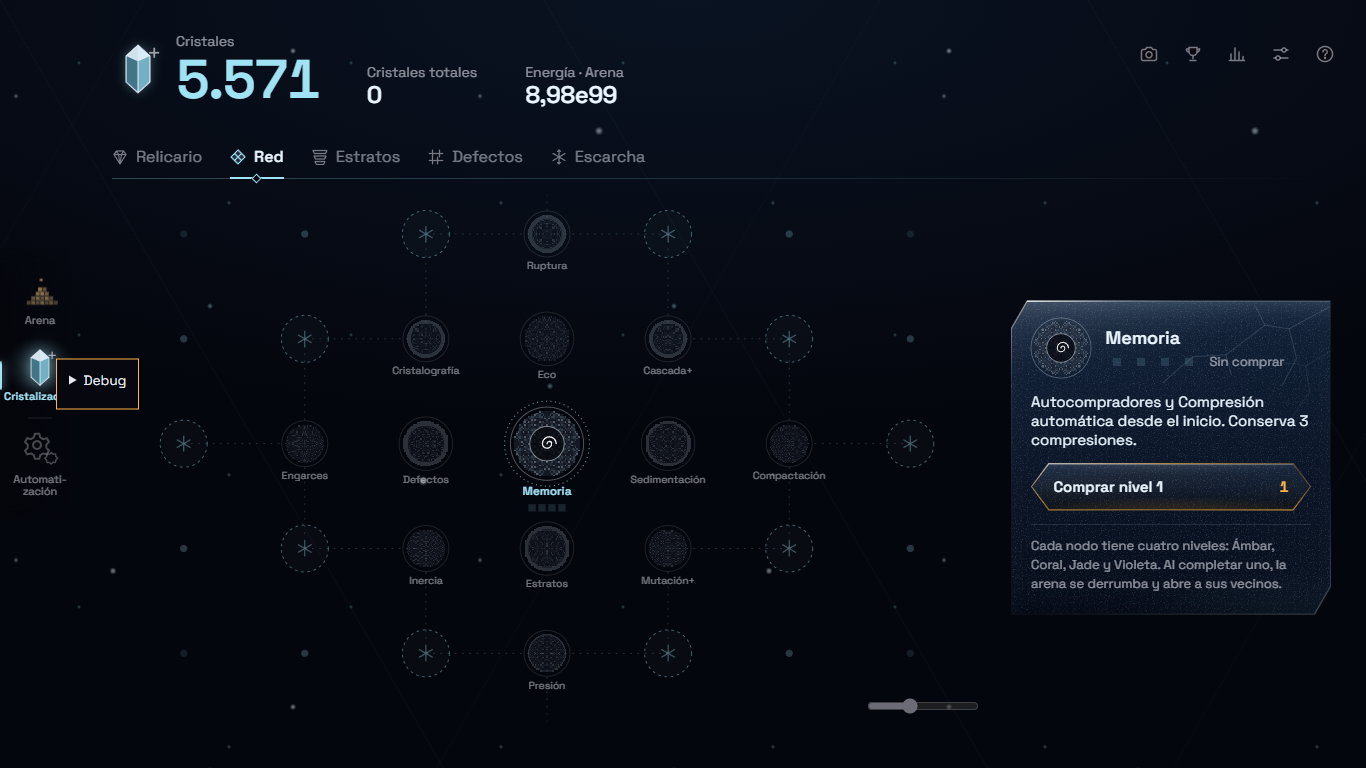 Cristales
5.571
Cristales totales
0
Energía · Arena
8,98e99
Relicario
Red
Estratos
Defectos
Escarcha
Arena
Debug
Automati-
zación
Ruptura
Cristalografía
Eco
Cascada+
Engarces
Defectos
Memoria
Sedimentación
Compactación
Inercia
Estratos
Mutación+
Presión
Memoria
Sin comprar
Autocompradores y Compresión
automática desde el inicio. Conserva 3
compresiones.
Comprar nivel 1
1
Cada nodo tiene cuatro niveles: Ámbar,
Coral, Jade y Violeta. Al completar uno, la
arena se derrumba y abre a sus vecinos.